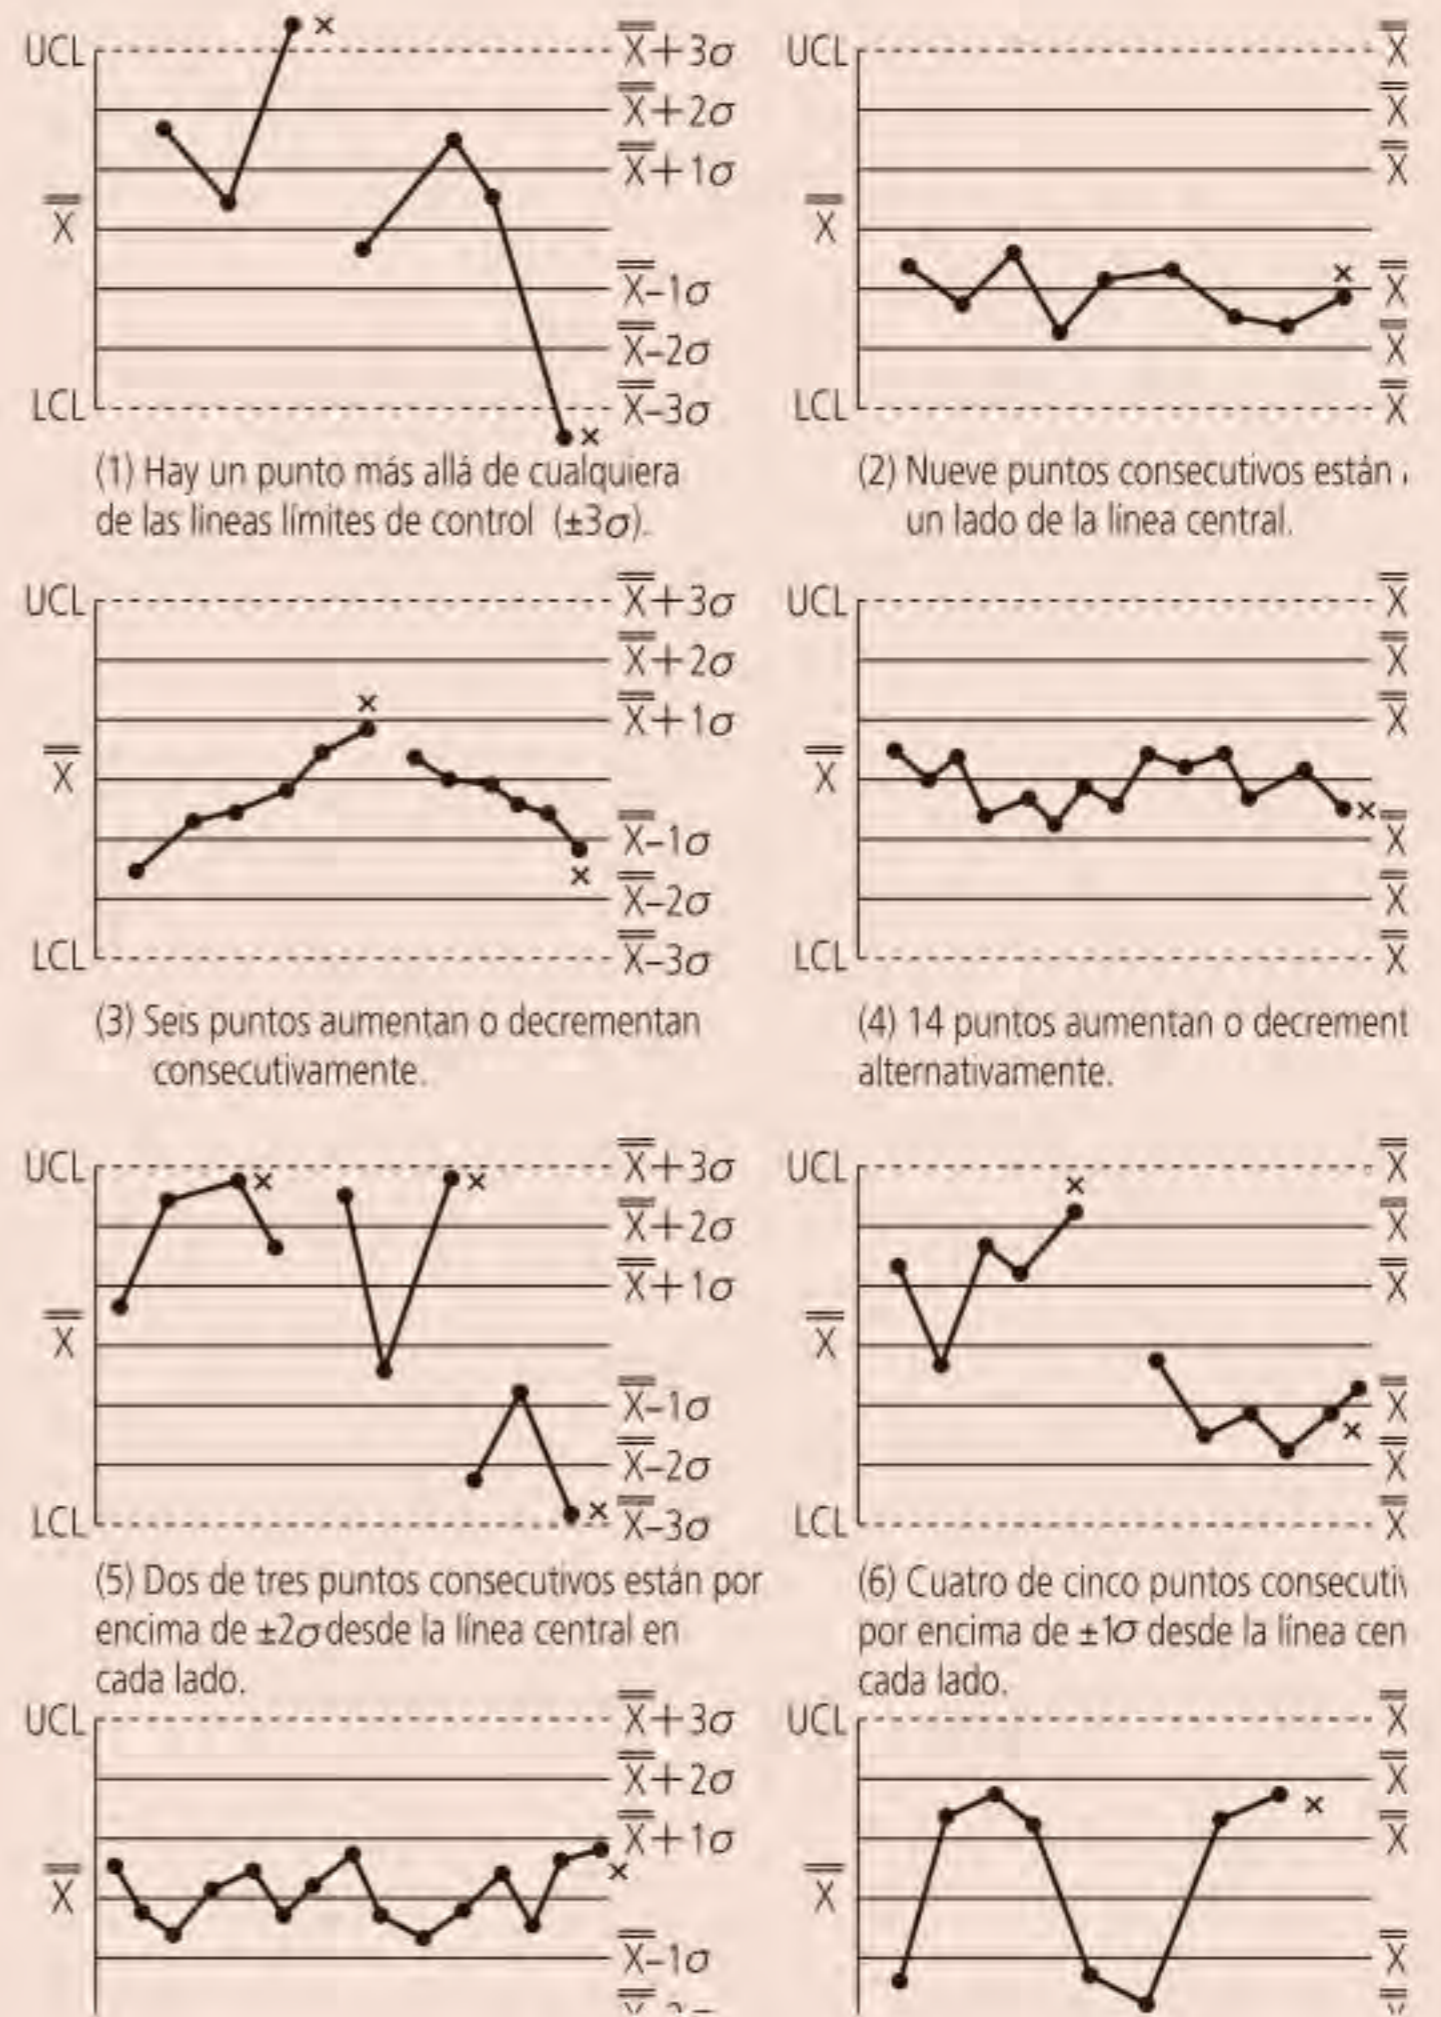 UCL X̿+3σ
X̿+2σ
X̿+1σ
X̿
X̿–1σ
X̿–2σ
LCL X̿–3σ
(1) Hay un punto más allá de cualquiera
de las lineas límites de control (±3σ).
UCL X̿
X̿
X̿
X̿
X̿
X̿
LCL X̿
(2) Nueve puntos consecutivos están
un lado de la linea central.
UCL X̿+3σ
X̿+2σ
X̿+1σ
X̿
X̿–1σ
X̿–2σ
LCL X̿–3σ
(3) Seis puntos aumentan o decrementan
consecutivamente.
UCL X̿
X̿
X̿
X̿
X̿
X̿
LCL X̿
(4) 14 puntos aumentan o decrement
alternativamente.
UCL X̿+3σ
X̿+2σ
X̿+1σ
X̿
X̿–1σ
X̿–2σ
LCL X̿–3σ
(5) Dos de tres puntos consecutivos están por
encima de ±2σ desde la línea central en
cada lado.
UCL X̿
X̿
X̿
X̿
X̿
X̿
LCL X̿
(6) Cuatro de cinco puntos consecuti
por encima de ±1σ desde la línea cen
cada lado.
UCL X̿+3σ
X̿+2σ
X̿+1σ
X̿
X̿–1σ
UCL X̿
X̿
X̿
X̿
X̿